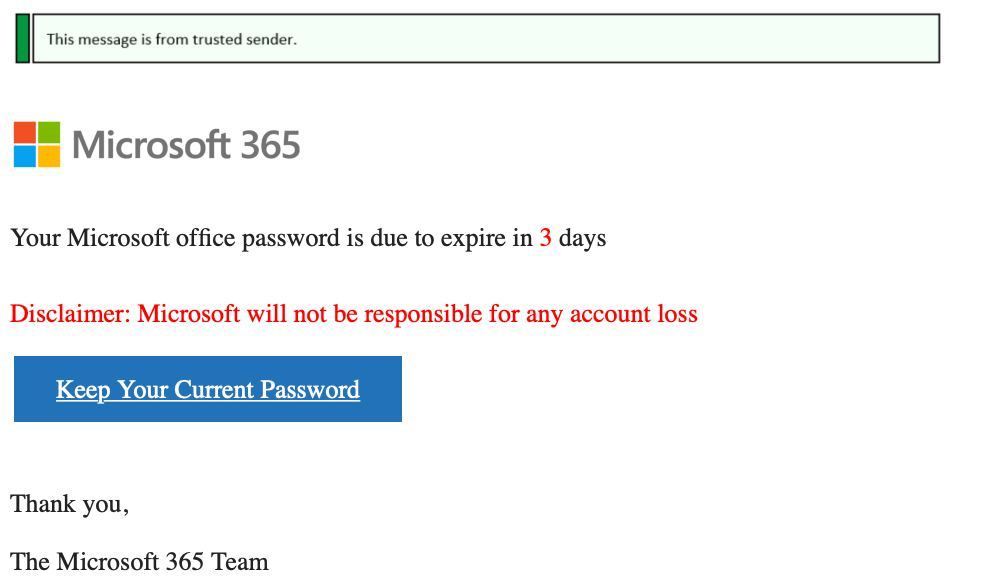 This message is from trusted sender.
Microsoft 365
Your Microsoft office password is due to expire in 3 days
Disclaimer: Microsoft will not be responsible for any account loss
Keep Your Current Password
Thank you,
The Microsoft 365 Team